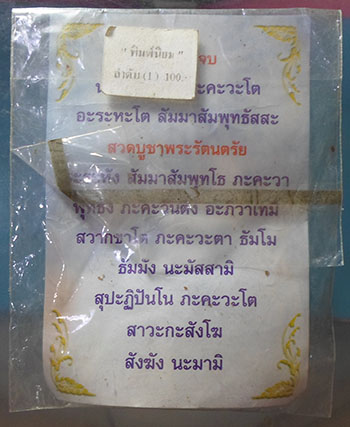 " พิมพ์นิยม "
ลำดับ (1) 100.-
จบ
ะคะวะโต
อะระหะโต สัมมาสัมพุทธัสสะ
สวดบูชาพระรัตนตรัย
สัมมาสัมพุทโธ ภะคะวา
พุทธัง ภะคะวันตัง อะภิวาเทมิ
สวากขาโต ภะคะวะตา ธัมโม
ธัมมัง นะมัสสามิ
สุปะฏิปันโน ภะคะวะโต
สาวะกะสังโฆ
สังฆัง นะมามิ